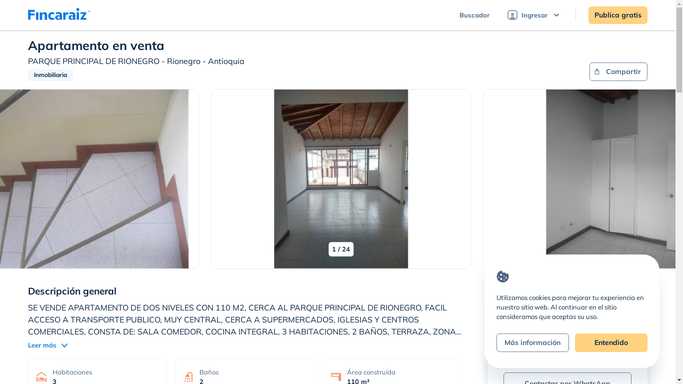 Fincaraiz
Buscador
Ingresar
Publica gratis
Apartamento en venta
PARQUE PRINCIPAL DE RIONEGRO - Rionegro - Antioquia
Inmobiliaria
Compartir
1 / 24
Descripción general
SE VENDE APARTAMENTO DE DOS NIVELES CON 110 M2, CERCA AL PARQUE PRINCIPAL DE RIONEGRO, FACIL
ACCESO A TRANSPORTE PUBLICO, MUY CENTRAL, CERCA A SUPERMERCADOS, IGLESIAS Y CENTROS
COMERCIALES, CONSTA DE: SALA COMEDOR, COCINA INTEGRAL, 3 HABITACIONES, 2 BAÑOS, TERRAZA, ZONA...
Leer más
Habitaciones
3
Baños
2
Área construida
110 m²
Utilizamos cookies para mejorar tu experiencia en
nuestro sitio web. Al continuar en el sitio
consideramos que aceptas su uso.
Más información
Entendido
Contactar por WhatsApp